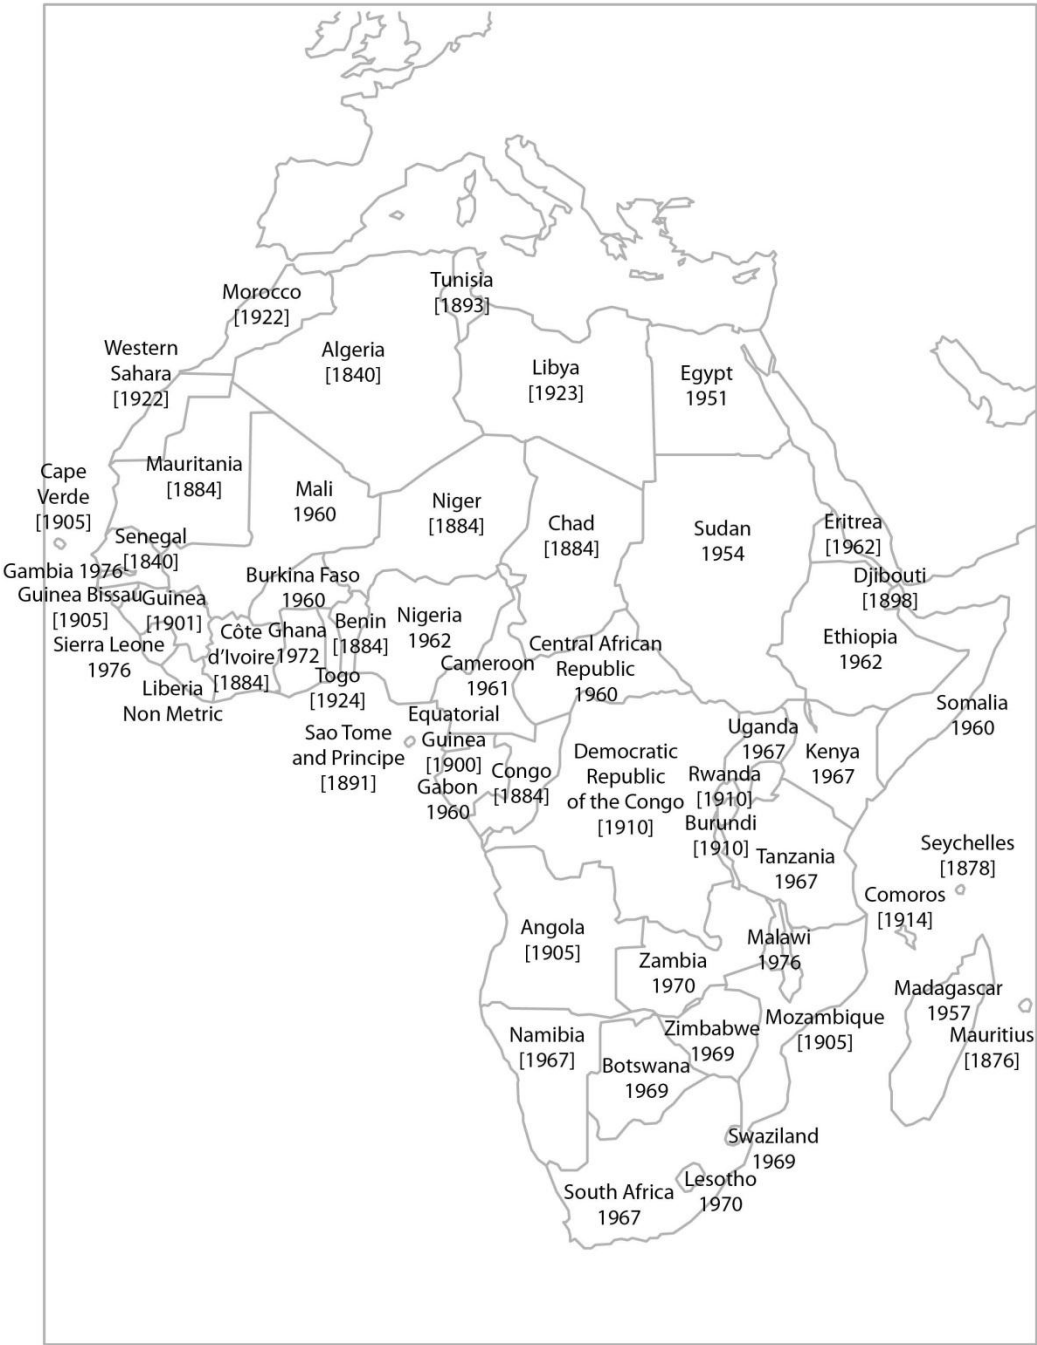 Tunisia
[1893]
Morocco
[1922]
Algeria
[1840]
Western
Sahara
[1922]
Libya
[1923]
Egypt
1951
Cape
Verde
[1905]
Mauritania
[1884]
Mali
1960
Niger
[1884]
Chad
[1884]
Sudan
1954
Eritrea
[1962]
Senegal
[1840]
Gambia 1976
Guinea Bissau
[1905]
Guinea
[1901]
Burkina Faso
1960
Djibouti
[1898]
Sierra Leone
1976
Côte
d'Ivoire
[1884]
Ghana
1972
Benin
[1884]
Nigeria
1962
Ethiopia
1962
Central African
Republic
1960
Cameroon
1961
Liberia
Non Metric
Togo
[1924]
Somalia
1960
Equatorial
Guinea
[1900]
Sao Tome
and Principe
[1891]
Uganda
1967
Kenya
1967
Democratic
Republic
of the Congo
[1910]
Congo
[1884]
Gabon
1960
Rwanda
[1910]
Burundi
[1910]
Tanzania
1967
Seychelles
[1878]
Comoros
[1914]
Angola
[1905]
Malawi
1976
Zambia
1970
Madagascar
1957
Mozambique
[1905]
Mauritius
[1876]
Namibia
[1967]
Zimbabwe
1969
Botswana
1969
Swaziland
1969
Lesotho
1970
South Africa
1967